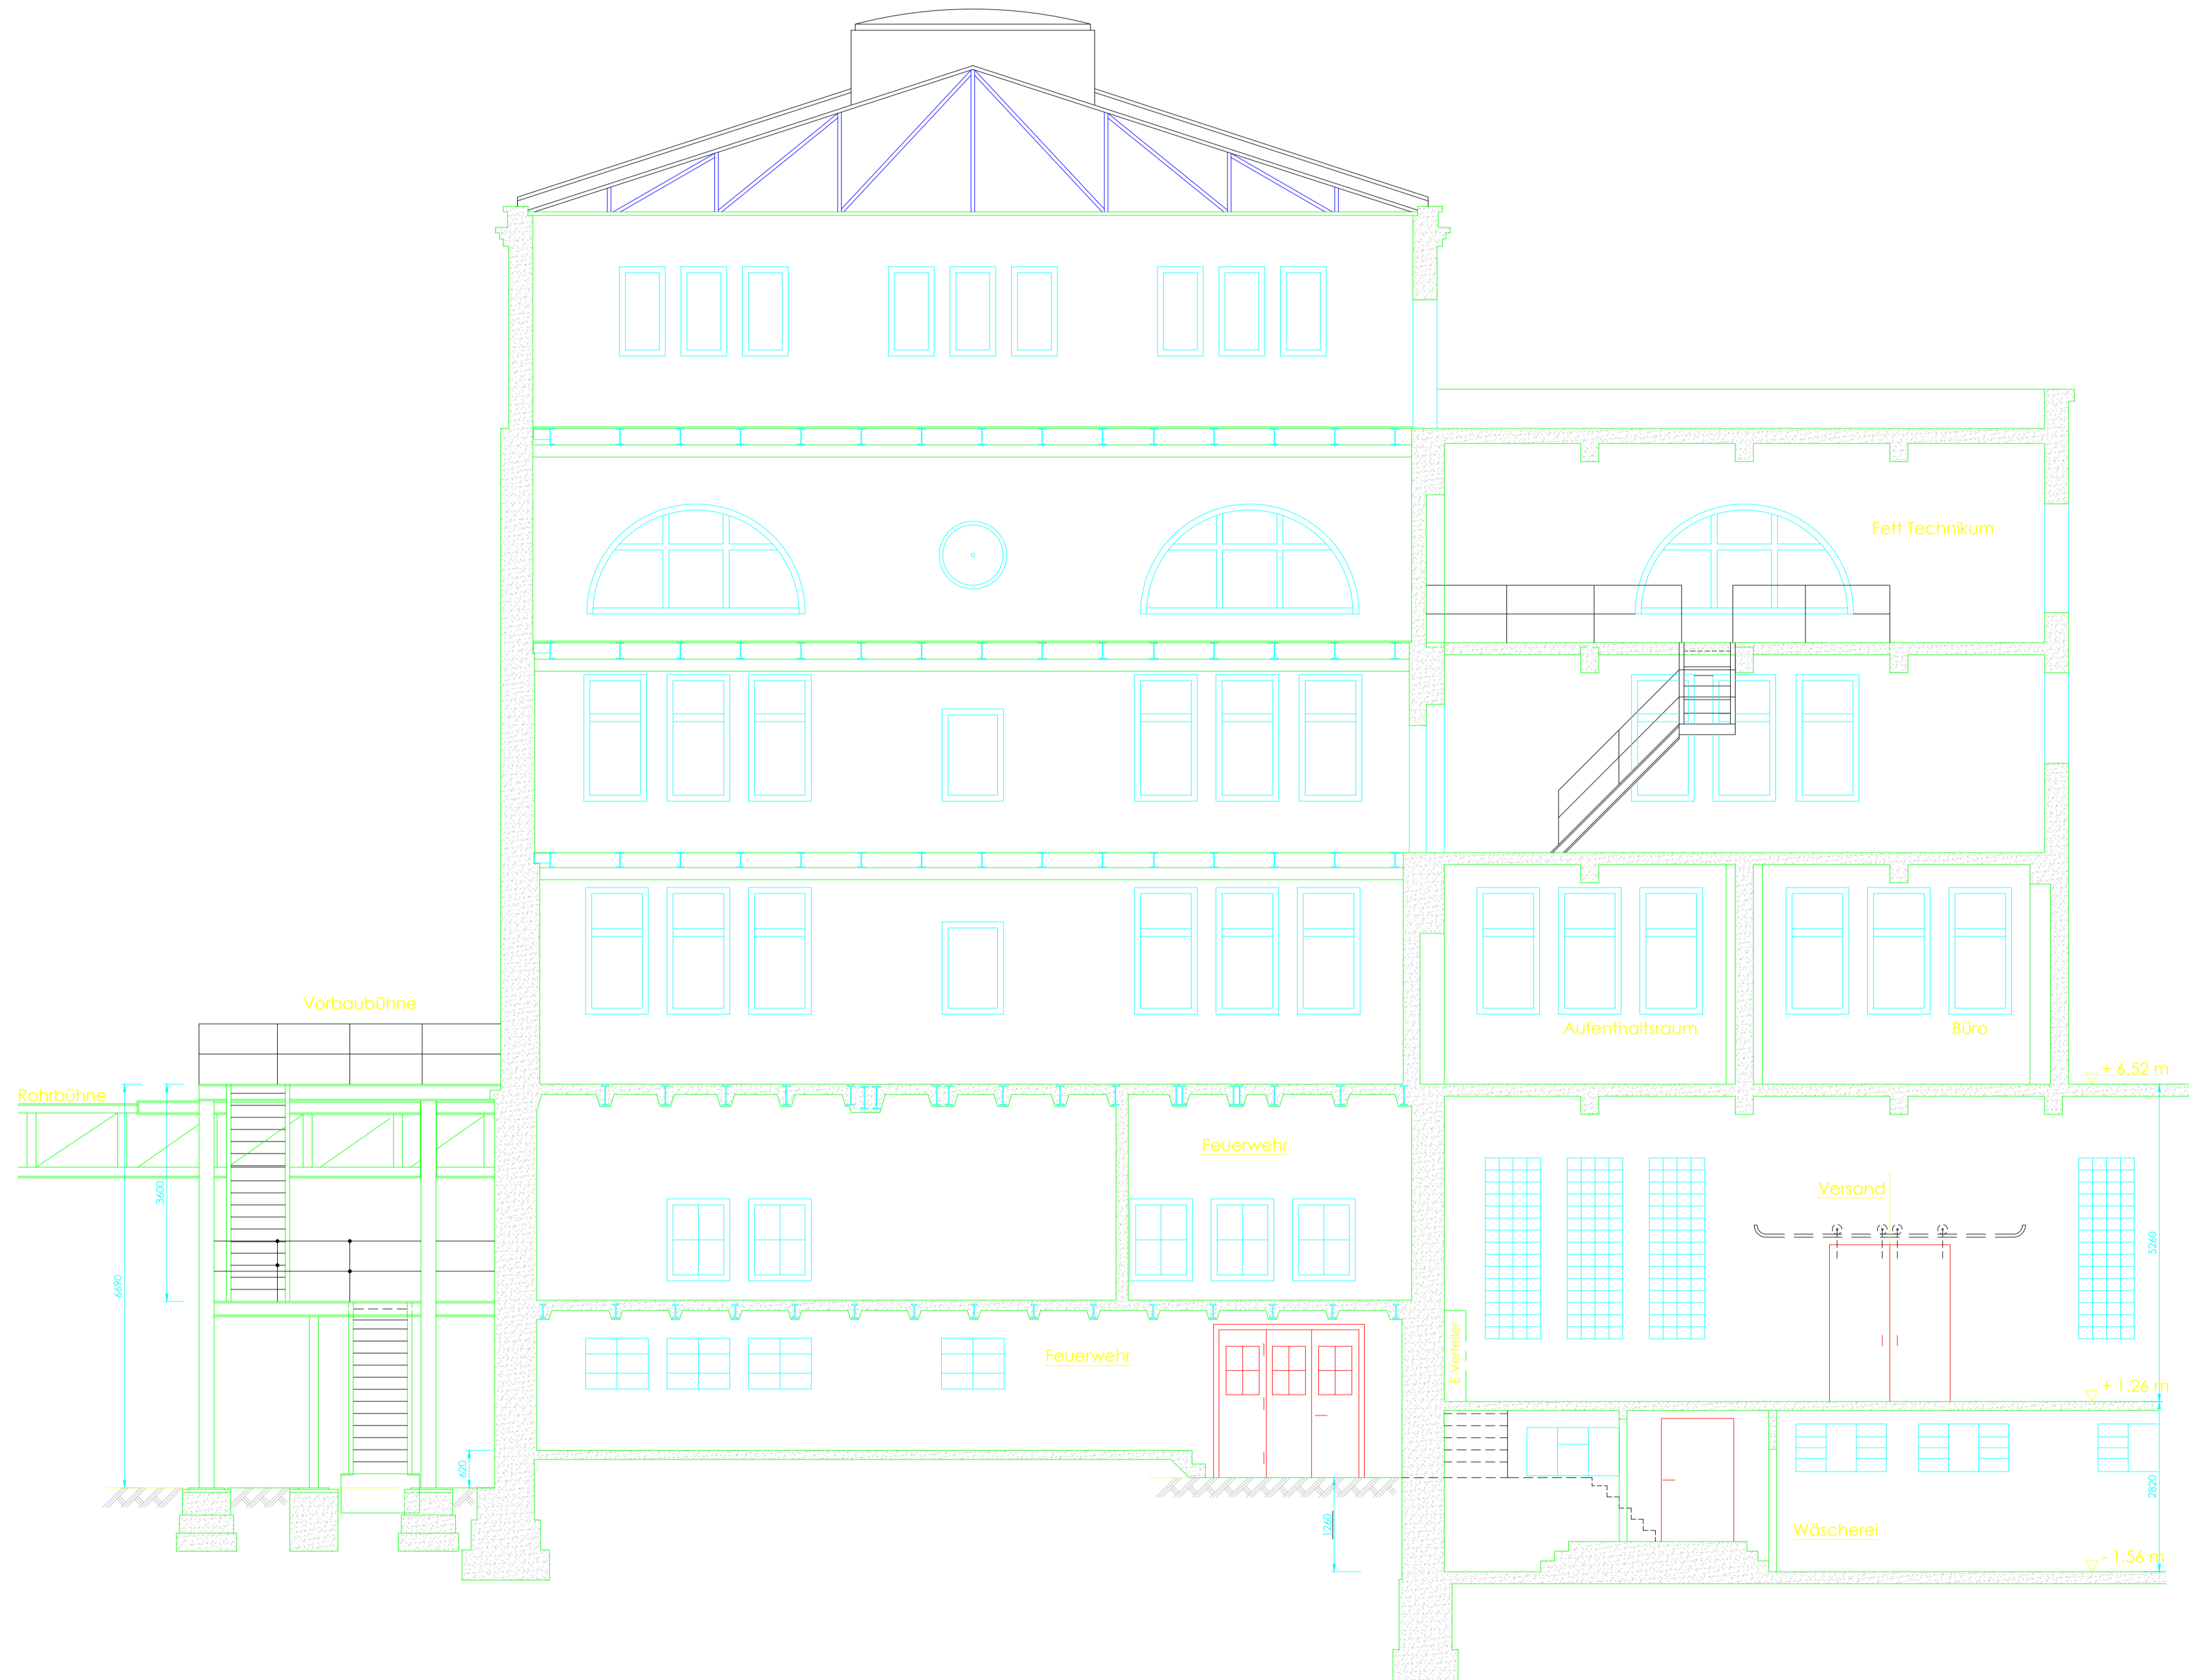 Fett Technikum
Vorbaubühne
Aufenthaltsraum
Büro
+ 6.52 m
Rohrbühne
Feuerwehr
Versand
3600
5260
6690
E-Verteiler
Feuerwehr
+ 1.26 m
620
1260
2820
Wäscherei
- 1.56 m